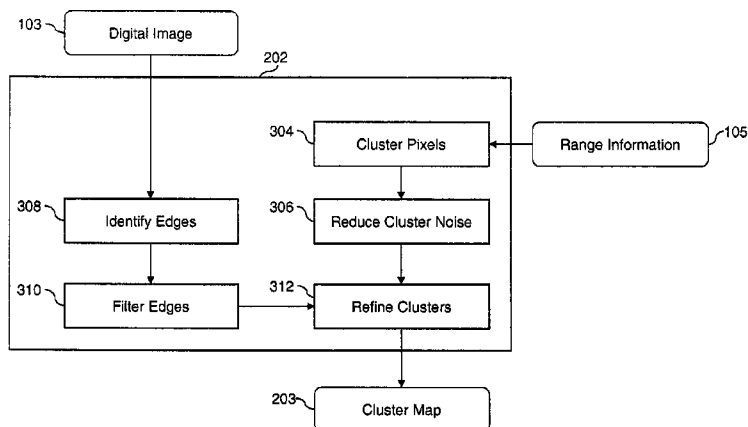 103
Digital Image
202
304
Cluster Pixels
Range Information
105
308
Identify Edges
306
Reduce Cluster Noise
310
Filter Edges
312
Refine Clusters
203
Cluster Map